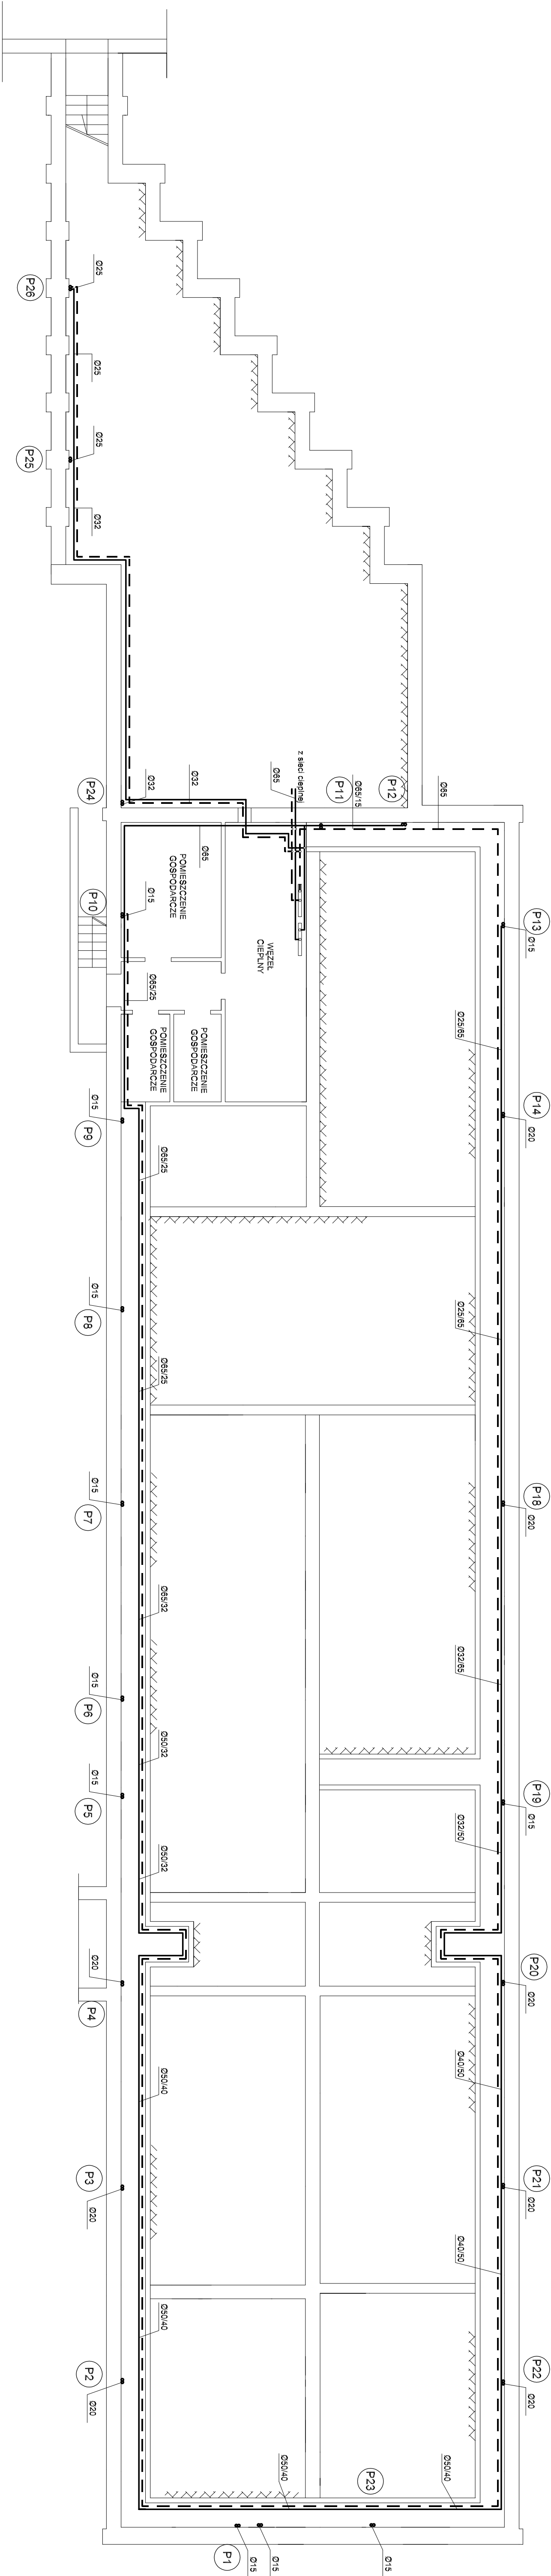 Ø25
P26
Ø25
Ø25
P25
Ø32
Ø65
z sieci cieplnej
P11
Ø65/15
P12
Ø65
P24
Ø32
Ø32
P13
Ø15
P10
Ø15
POMIESZCZENIE
GOSPODARCZE
Ø65
WĘZEŁ
CIEPLNY
Ø65/25
POMIESZCZENIE
GOSPODARCZE
POMIESZCZENIE
GOSPODARCZE
Ø25/65
P14
Ø20
Ø15
P9
Ø65/25
Ø15
P8
Ø65/25
Ø25/65
P18
Ø20
Ø15
P7
Ø65/32
Ø32/65
Ø15
P6
Ø50/32
P19
Ø15
Ø15
P5
Ø50/32
Ø32/50
P20
Ø20
Ø20
P4
Ø50/40
Ø40/50
P21
Ø20
P3
Ø20
Ø50/40
Ø40/50
P22
Ø20
P2
Ø20
Ø50/40
P23
Ø50/40
P1
Ø15
Ø15
Ø15